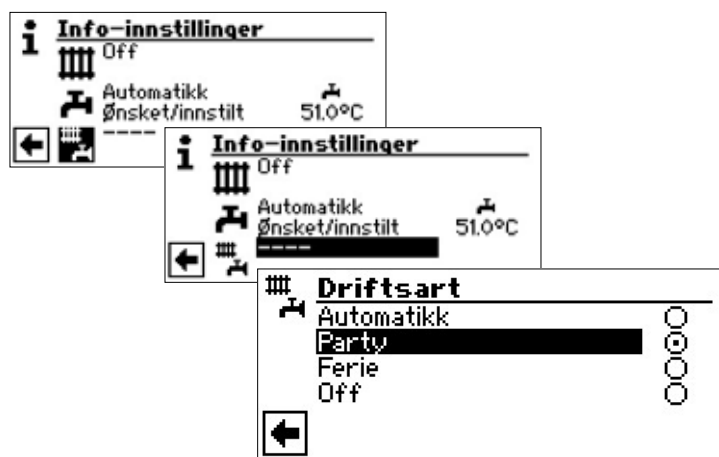 i Info-innstillinger
Off
Automatikk
Ønsket/innstilt 51.0°C
----
i Info-innstillinger
Off
Automatikk
Ønsket/innstilt 51.0°C
----
Driftsart
Automatikk
Party
Ferie
Off